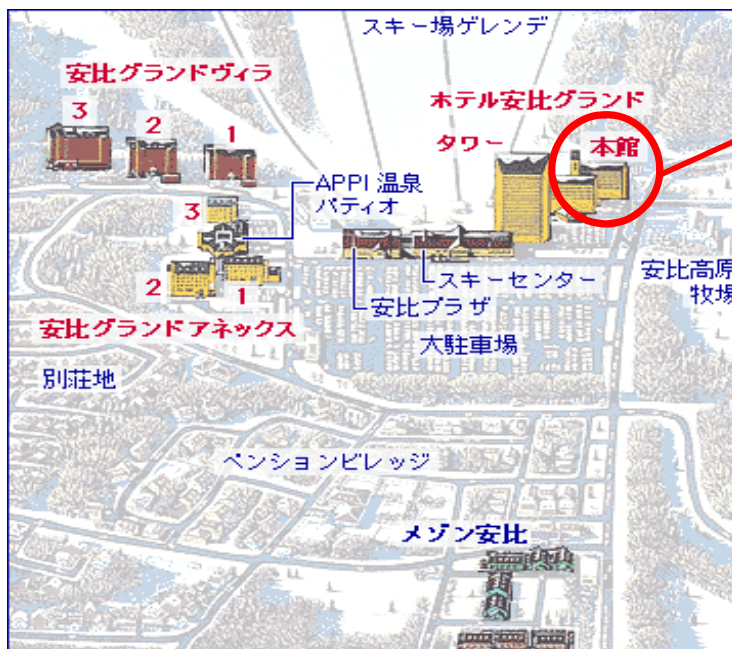 スキー場ゲレンデ
安比グランドヴィラ
3
2
1
ホテル安比グランド
タワー
本館
APPI 温泉
パティオ
3
2
1
安比グランドアネックス
スキーセンター
安比プラザ
大駐車場
安比高原
牧場
別荘地
ペンションビレッジ
メゾン安比